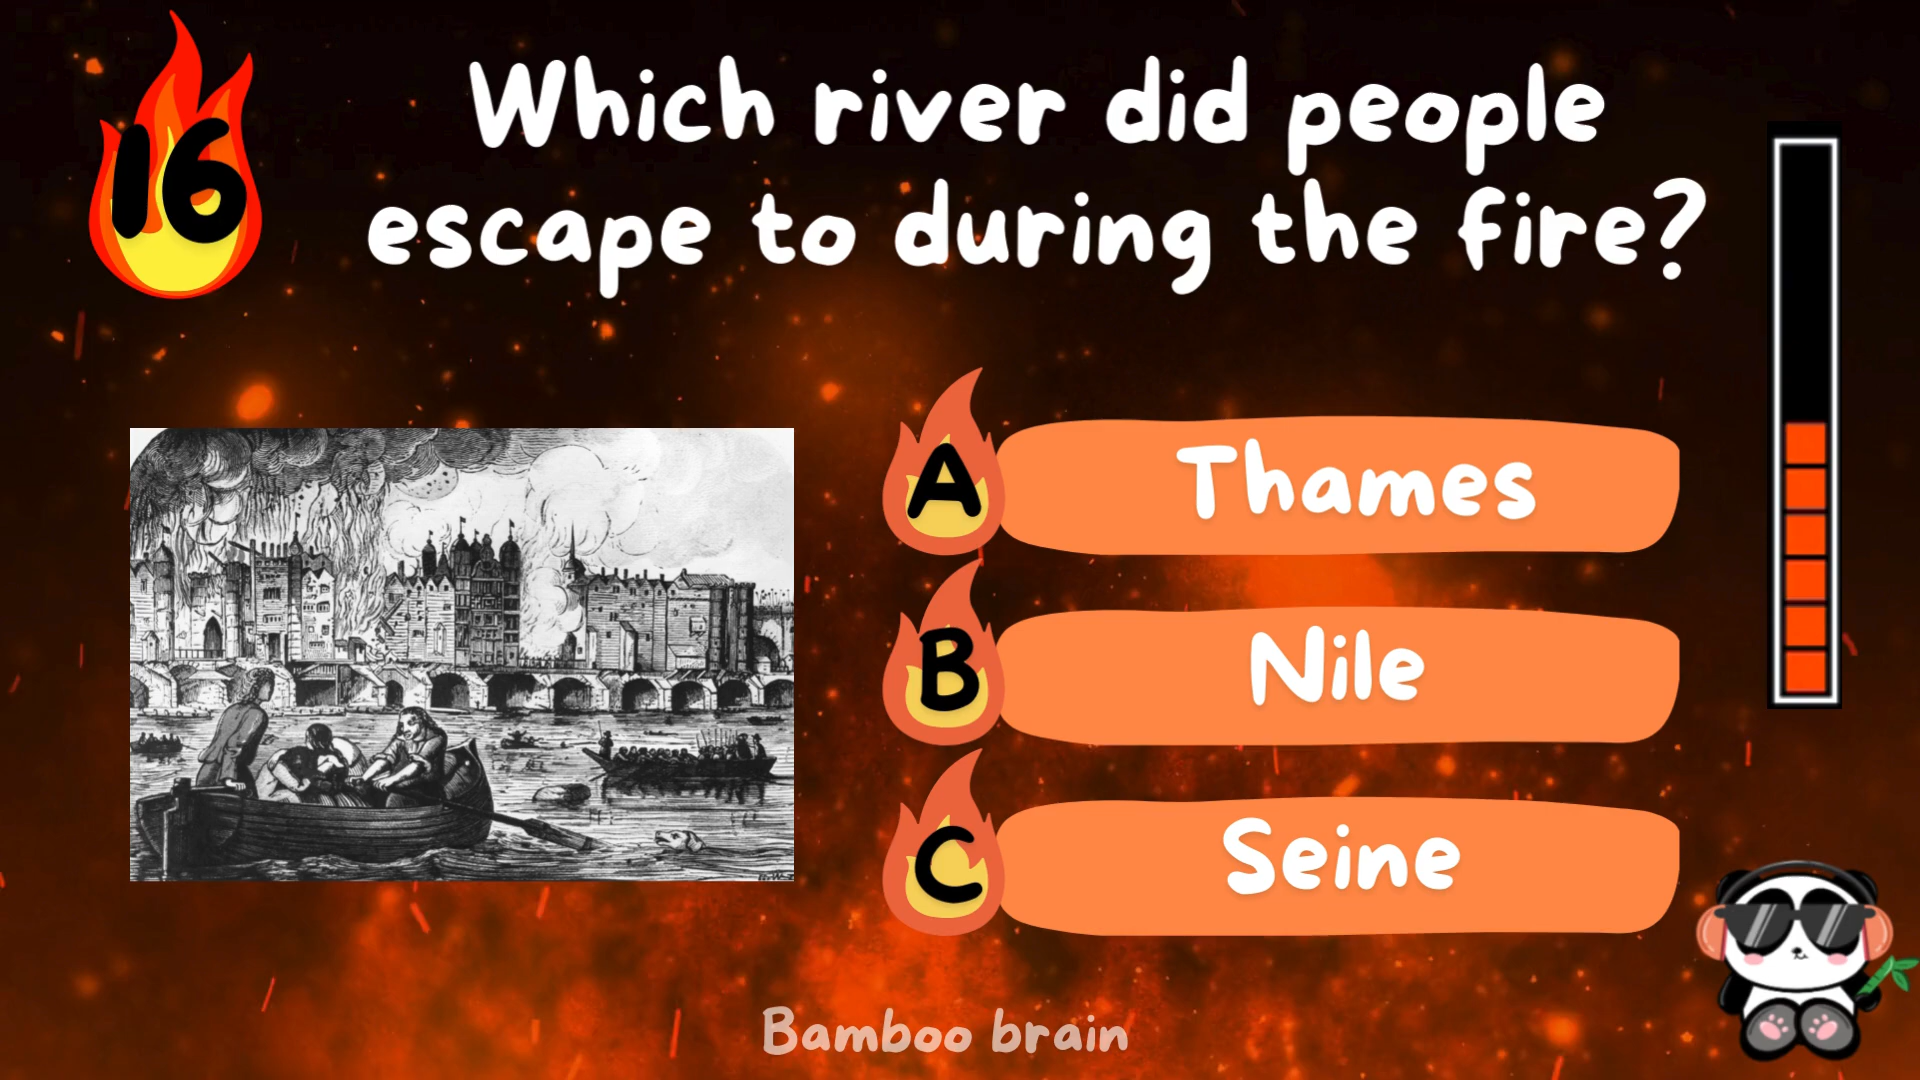 16
Which river did people
escape to during the fire?
A
Thames
B
Nile
C
Seine
Bamboo brain